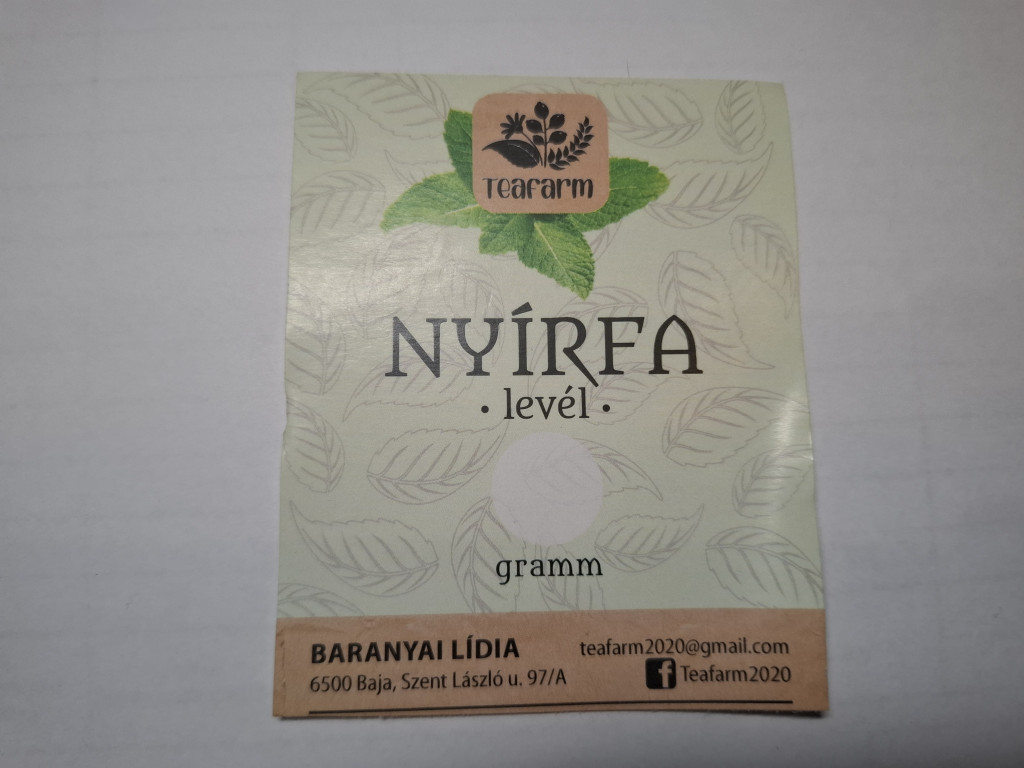 Teafarm
NYÍRFA
• levél •
gramm
BARANYAI LÍDIA
6500 Baja, Szent László u. 97/A
teafarm2020@gmail.com
f Teafarm2020